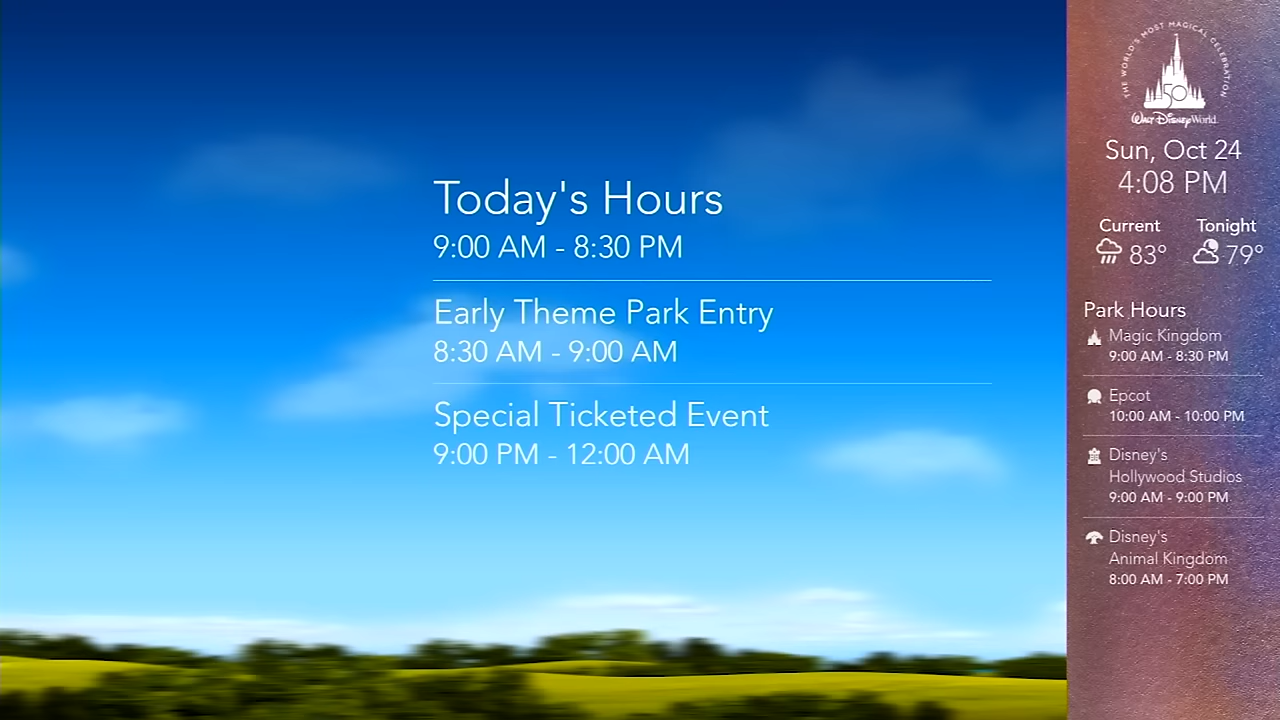 Today's Hours
9:00 AM - 8:30 PM
Early Theme Park Entry
8:30 AM - 9:00 AM
Special Ticketed Event
9:00 PM - 12:00 AM
THE WORLD'S MOST MAGICAL CELEBRATION
50
Walt Disney World
Sun, Oct 24
4:08 PM
Current Tonight
83° 79°
Park Hours
Magic Kingdom
9:00 AM - 8:30 PM
Epcot
10:00 AM - 10:00 PM
Disney's
Hollywood Studios
9:00 AM - 9:00 PM
Disney's
Animal Kingdom
8:00 AM - 7:00 PM